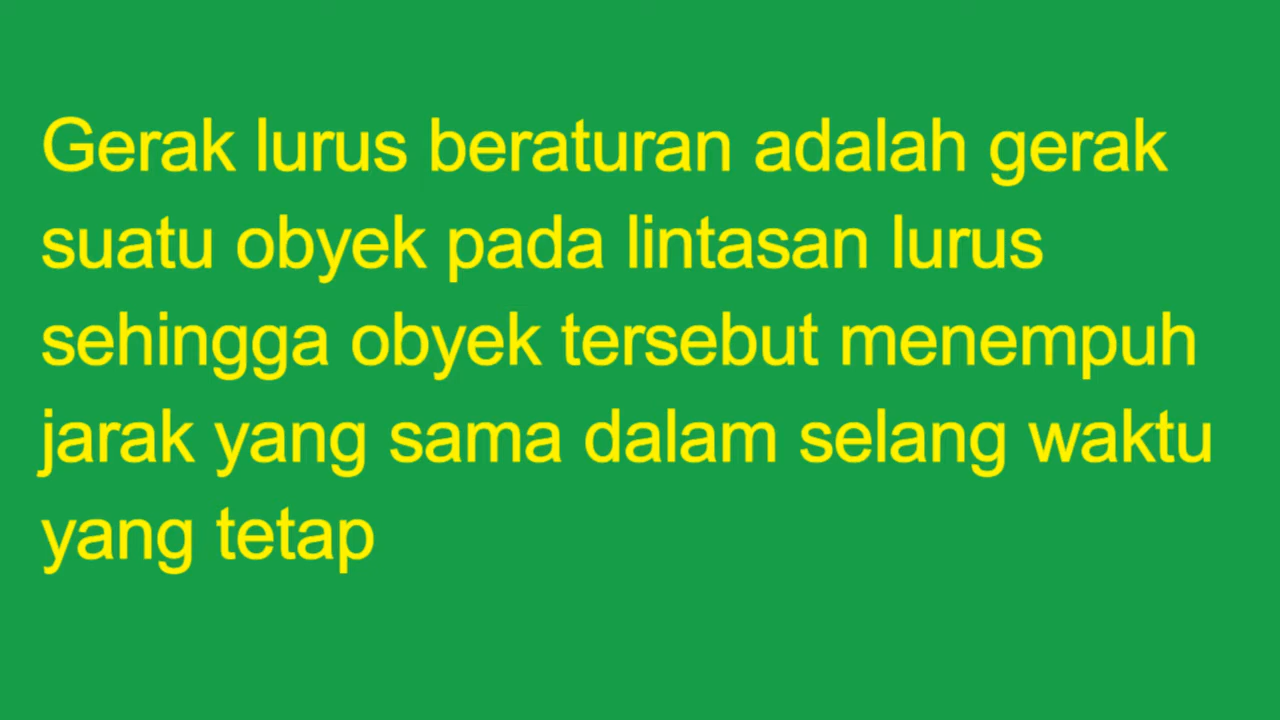 Gerak lurus beraturan adalah gerak
suatu obyek pada lintasan lurus
sehingga obyek tersebut menempuh
jarak yang sama dalam selang waktu
yang tetap